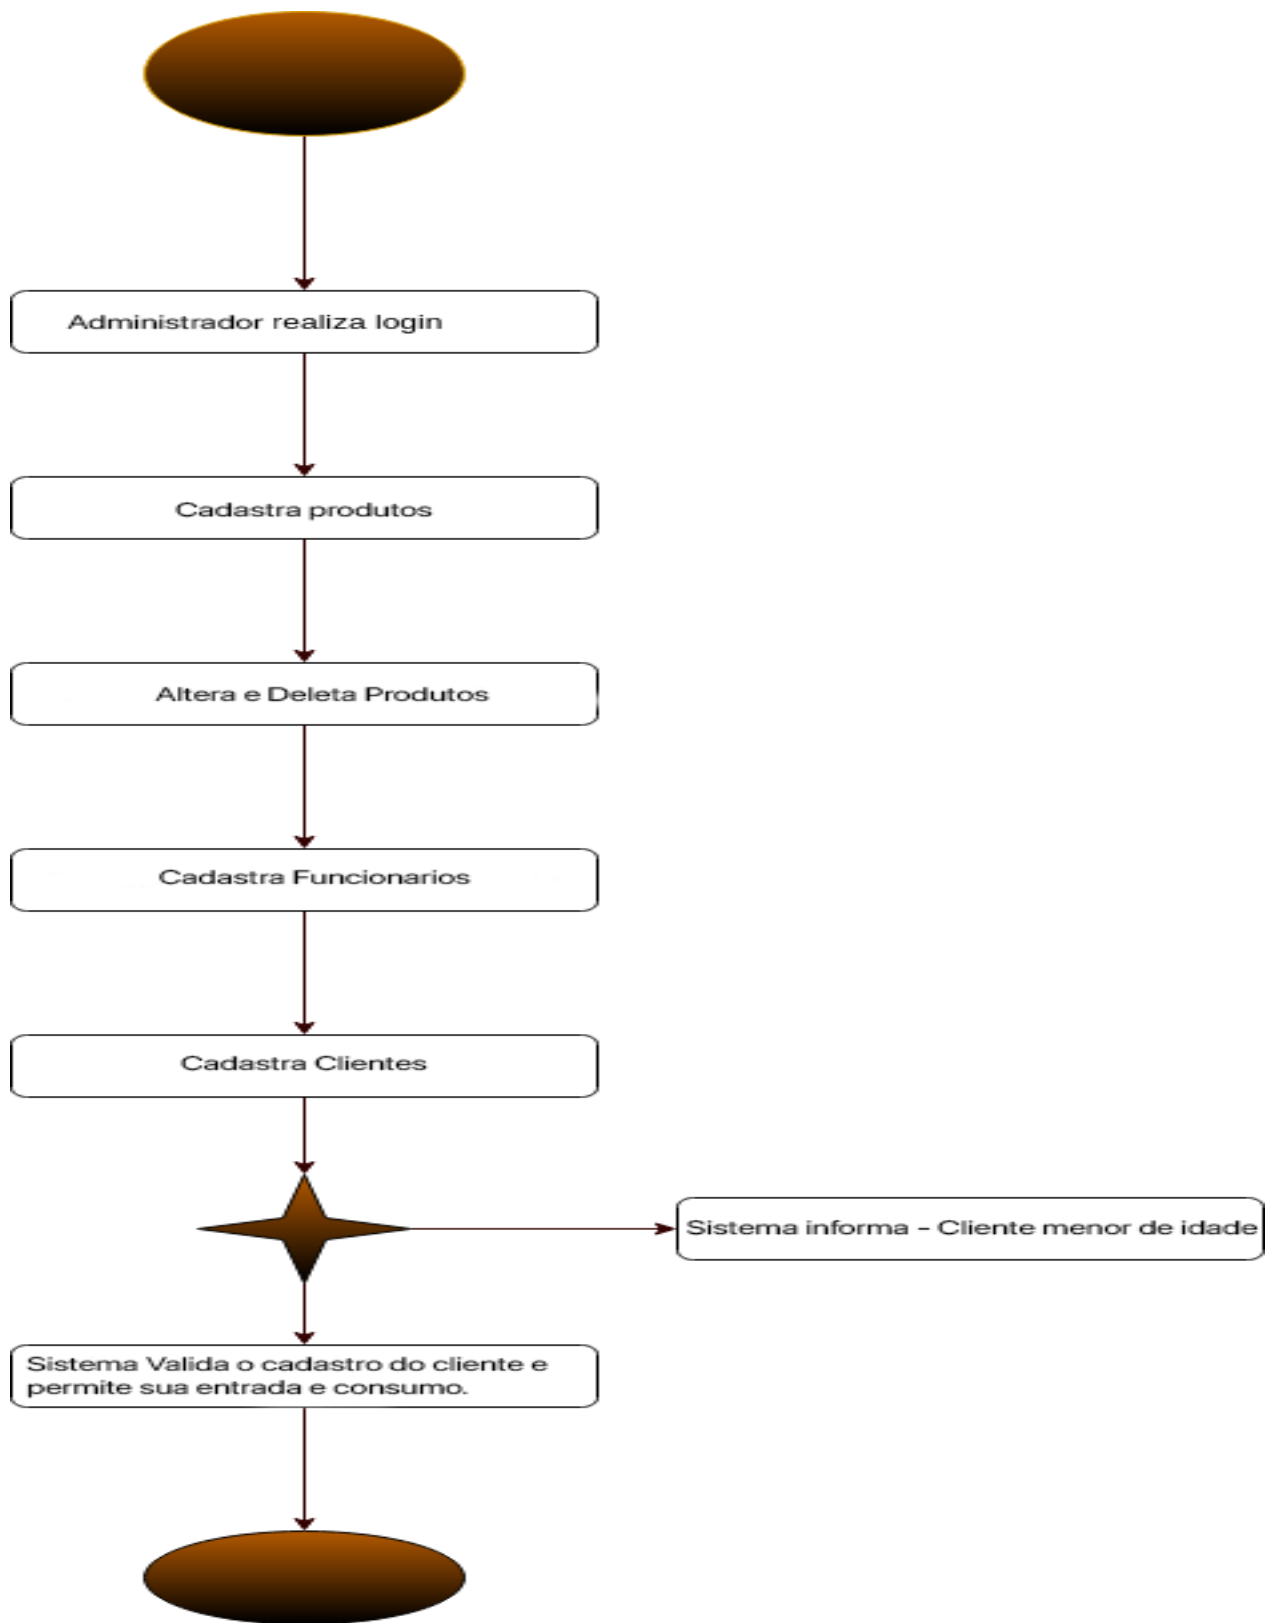 Administrador realiza login
Cadastra produtos
Altera e Deleta Produtos
Cadastra Funcionarios
Cadastra Clientes
Sistema informa - Cliente menor de idade
Sistema Valida o cadastro do cliente e
permite sua entrada e consumo.